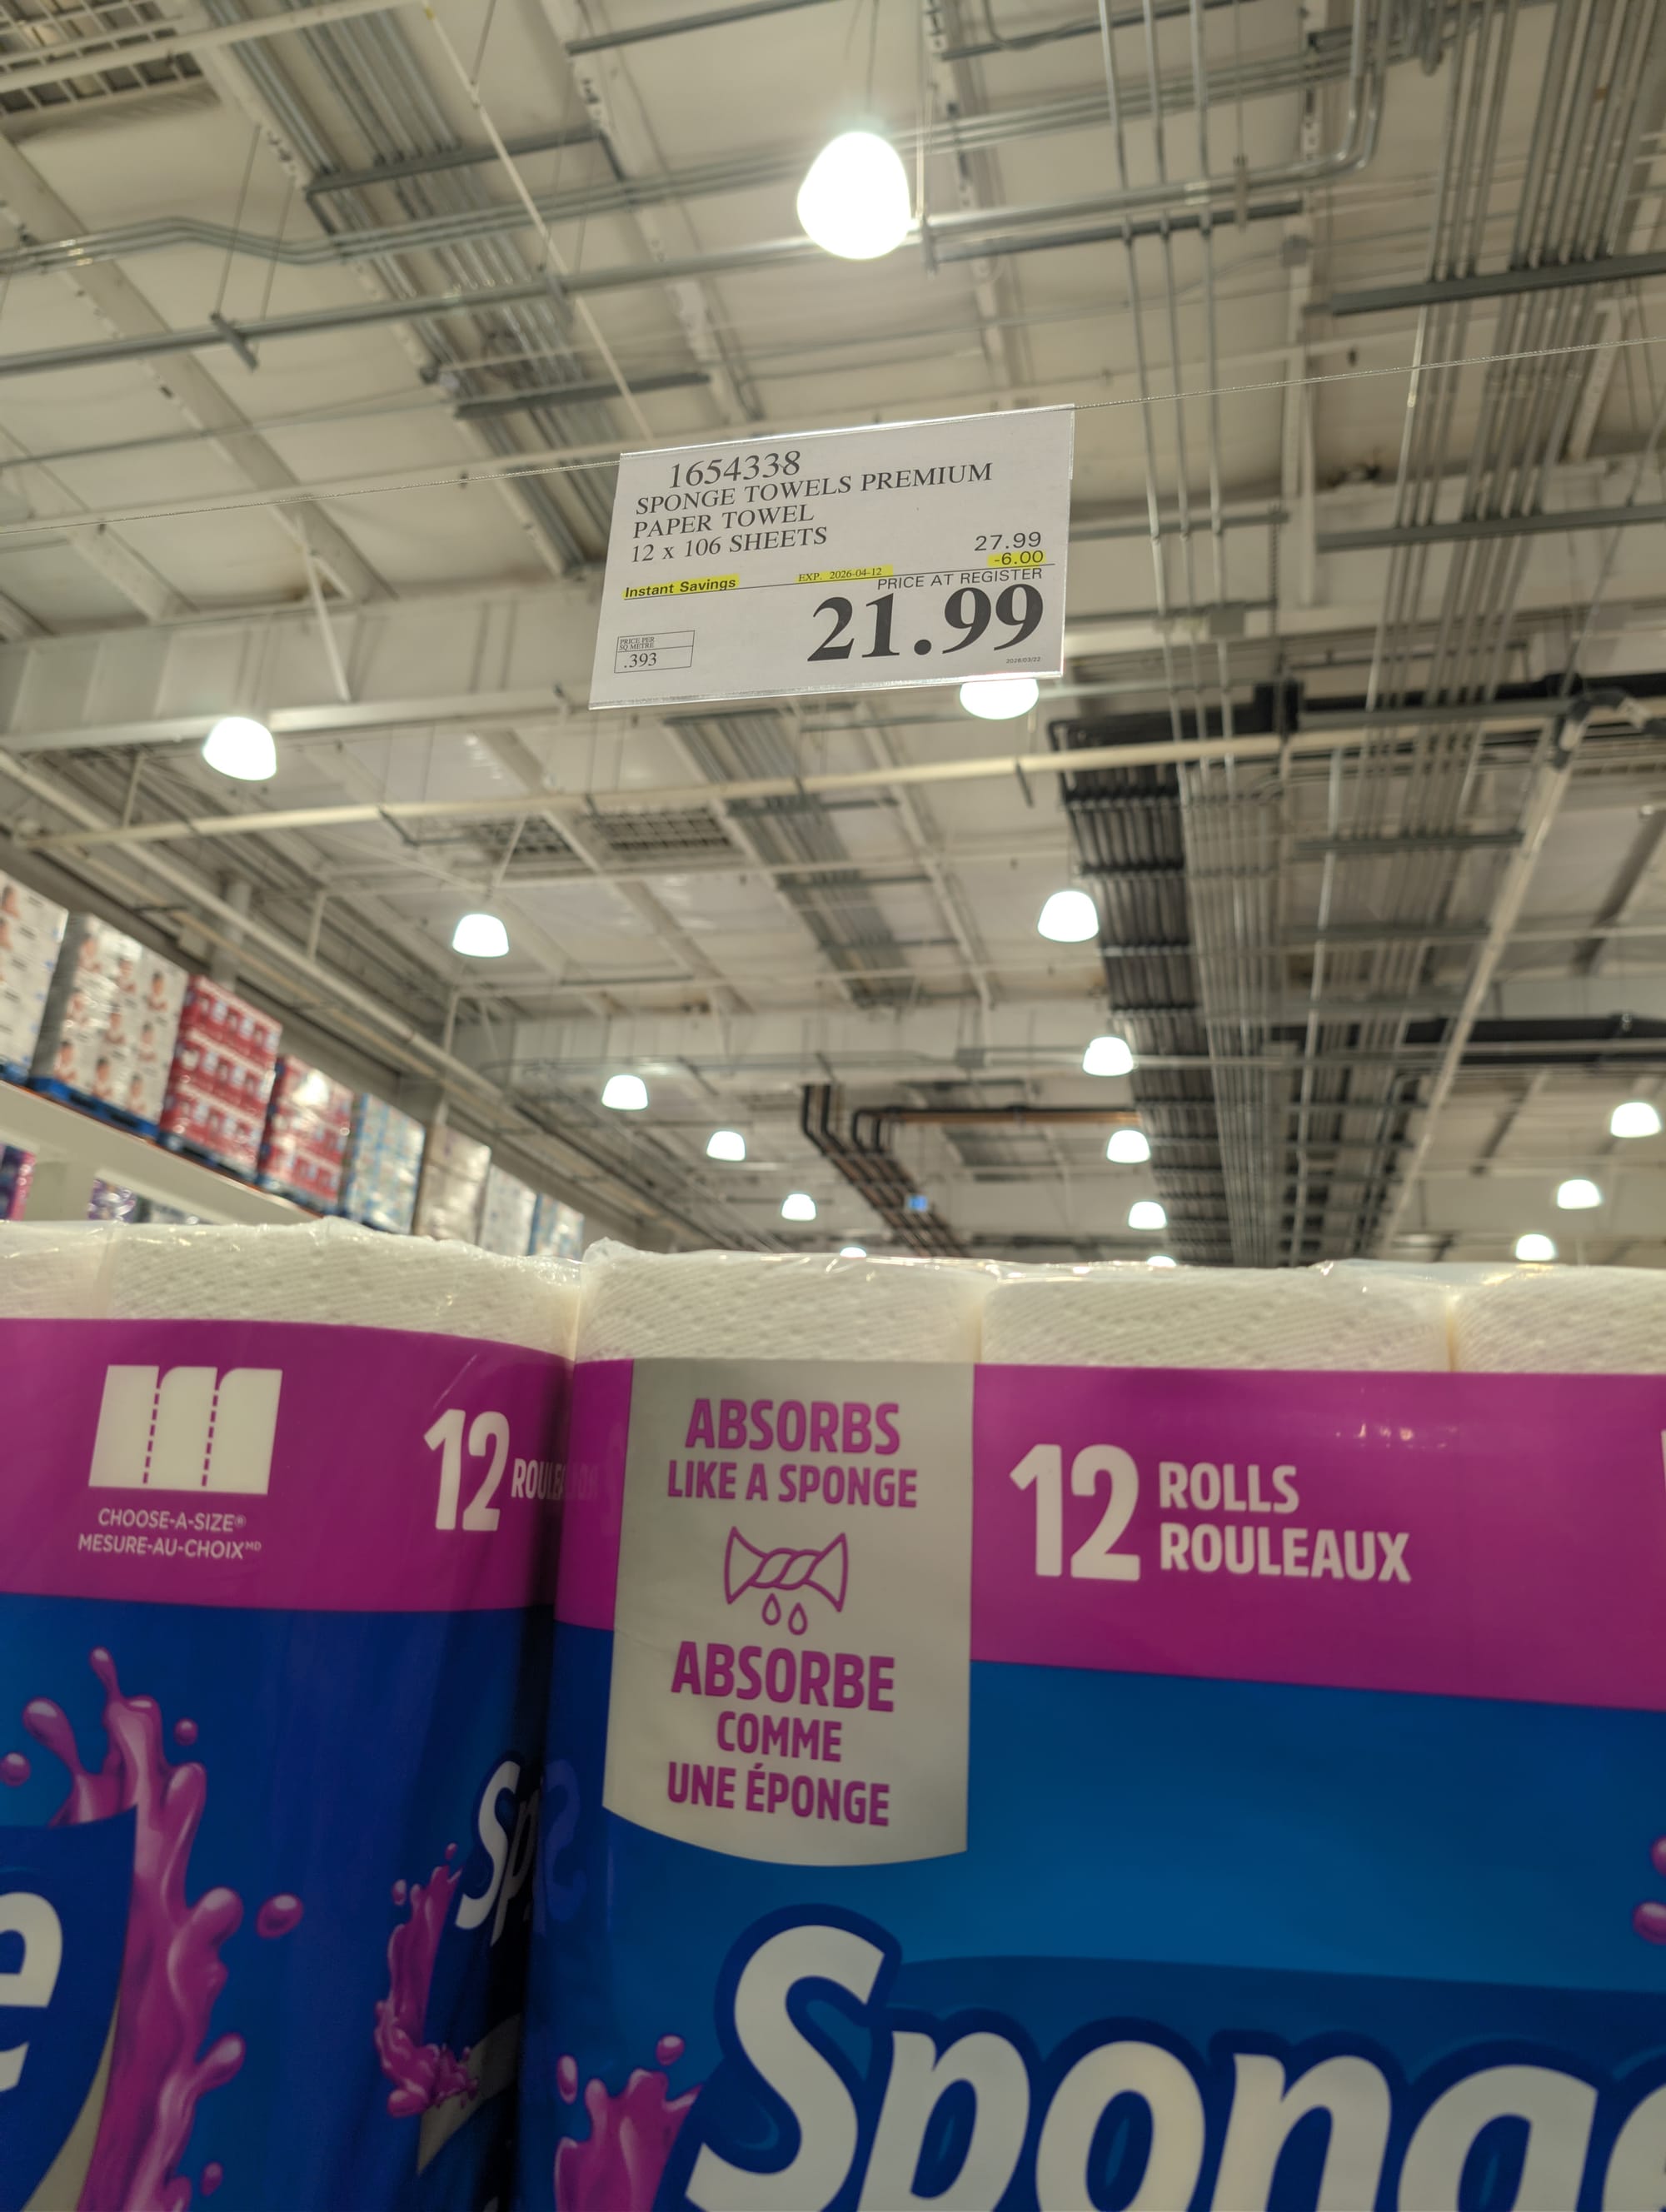 1654338
SPONGE TOWELS PREMIUM
PAPER TOWEL
12 x 106 SHEETS
27.99
-6.00
Instant Savings
EXP. 2026-04-12
PRICE AT REGISTER
21.99
PRICE PER
SQ METRE
.393
CHOOSE-A-SIZE®
MESURE-AU-CHOIX MD
12
ABSORBS
LIKE A SPONGE
ABSORBE
COMME
UNE ÉPONGE
12 ROLLS
ROULEAUX
e
Sp
Spong